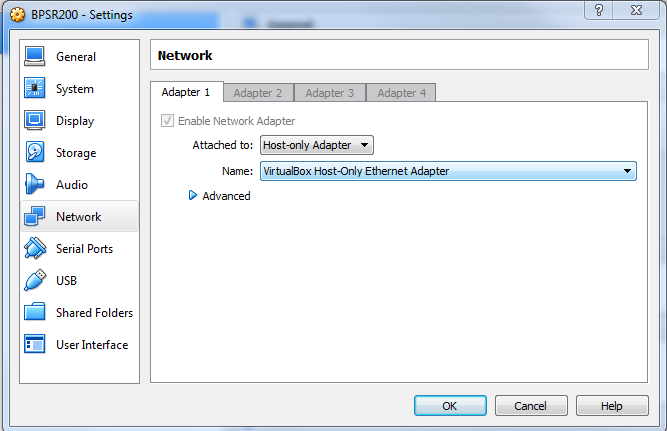 BPSR200 - Settings
General
System
Display
Storage
Audio
Network
Serial Ports
USB
Shared Folders
User Interface
Network
Adapter 1 Adapter 2 Adapter 3 Adapter 4
Enable Network Adapter
Attached to: Host-only Adapter
Name: VirtualBox Host-Only Ethernet Adapter
Advanced
OK Cancel Help